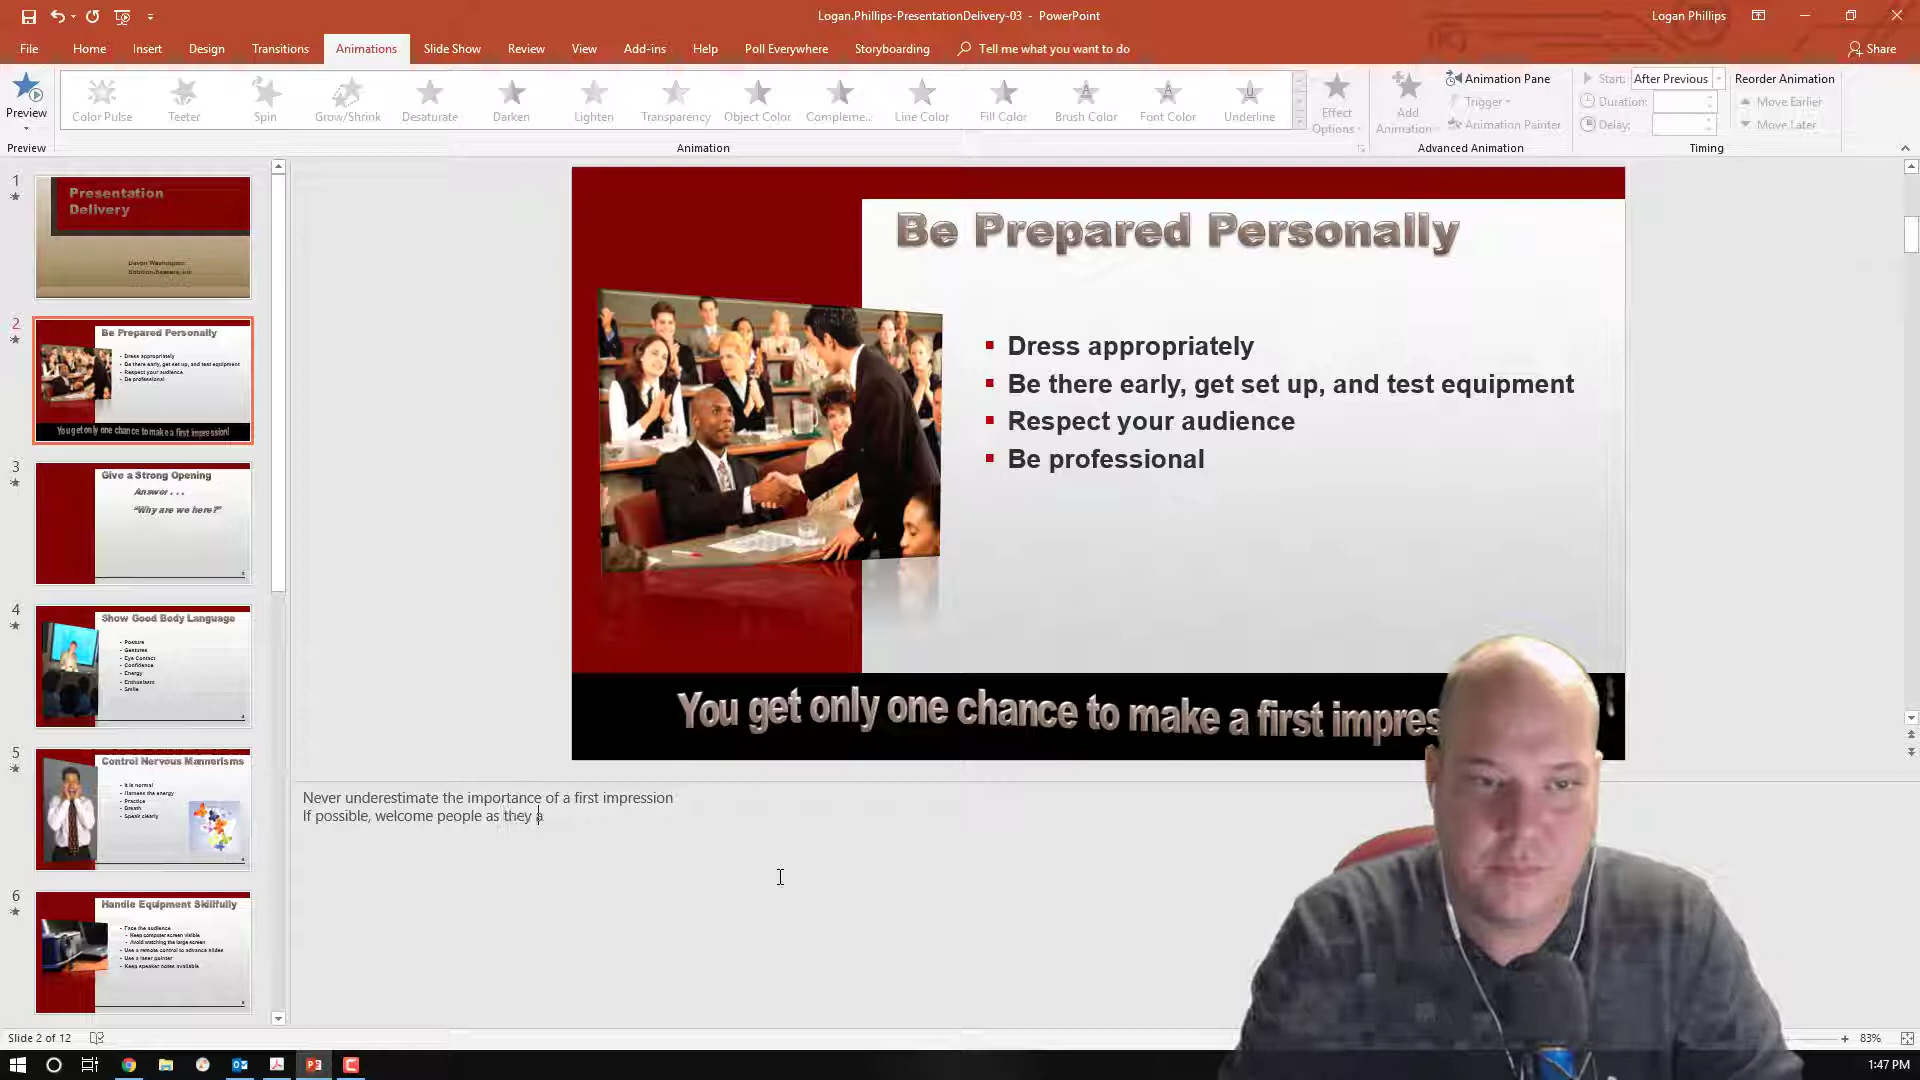 Logan.Phillips-PresentationDelivery-03 - PowerPoint
Logan Phillips
File Home Insert Design Transitions Animations Slide Show Review View Add-ins Help Poll Everywhere Storyboarding Tell me what you want to do Share
Preview
Color Pulse Teeter Spin Grow/Shrink Desaturate Darken Lighten Transparency Object Color Compleme... Line Color Fill Color Brush Color Font Color Underline
Effect Options
Add Animation
Animation Pane
Trigger
Animation Painter
Start: After Previous
Duration:
Delay:
Reorder Animation
Move Earlier
Move Later
Preview Animation Advanced Animation Timing
1
Presentation
Delivery
Davon Washington
2
Be Prepared Personally
Dress appropriately
Be there early, get set up, and test equipment
Respect your audience
Be professional
You get only one chance to make a first impression!
3
Give a Strong Opening
Answer . . .
"Why are we here?"
3
4
Show Good Body Language
Posture
Gestures
Eye Contact
Confidence
Energy
Enthusiasm
Smile
4
5
Control Nervous Mannerisms
It is normal
Harness the energy
Practice
Breath
Speak clearly
6
Handle Equipment Skillfully
Face the audience
Keep computer screen visible
Avoid watching the large screen
Use a remote control to advance slides
Use a laser pointer
Keep speaker notes available
Be Prepared Personally
Dress appropriately
Be there early, get set up, and test equipment
Respect your audience
Be professional
You get only one chance to make a first impres
Never underestimate the importance of a first impression
If possible, welcome people as they a
Slide 2 of 12
83%
1:47 PM